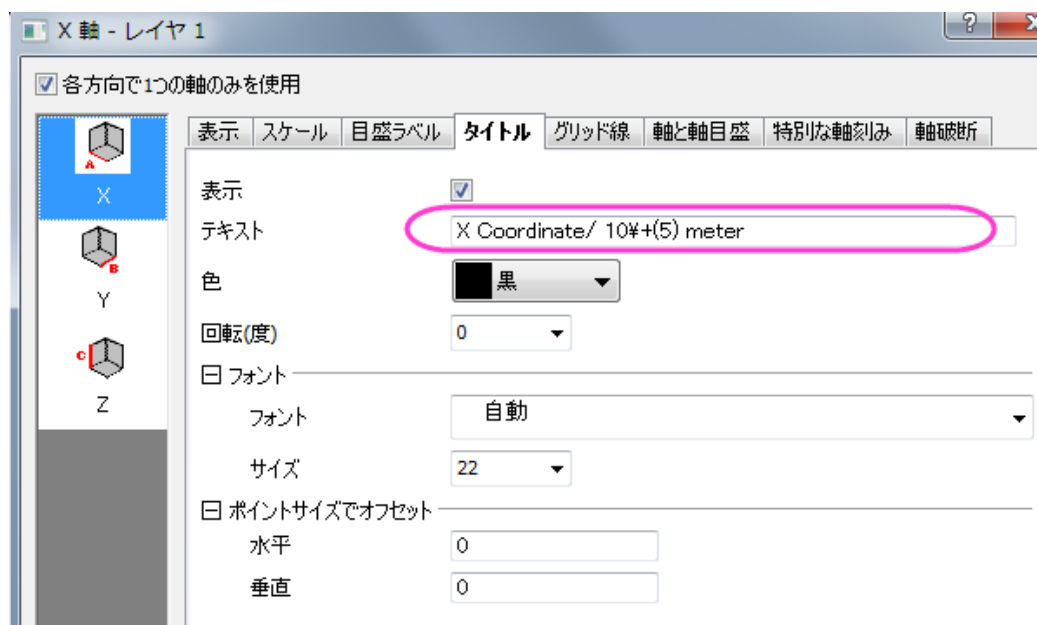 X 軸 - レイヤ 1
?
X
各方向で1つの軸のみを使用
表示 スケール 目盛ラベル タイトル グリッド線 軸と軸目盛 特別な軸刻み 軸破断
A
X
B
Y
C
Z
表示
テキスト X Coordinate/ 10¥+(5) meter
色 黒
回転(度) 0
フォント
フォント 自動
サイズ 22
ポイントサイズでオフセット
水平 0
垂直 0